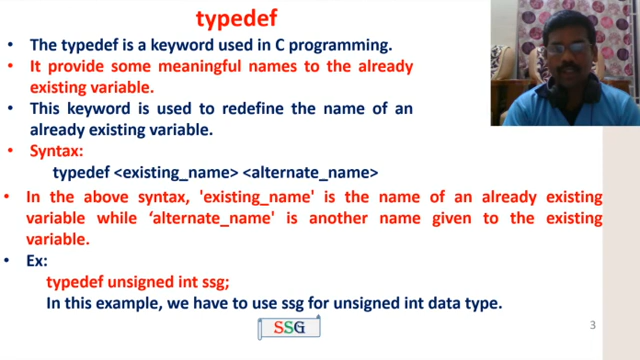 typedef
• The typedef is a keyword used in C programming.
• It provide some meaningful names to the already
existing variable.
• This keyword is used to redefine the name of an
already existing variable.
• Syntax:
typedef <existing_name> <alternate_name>
• In the above syntax, 'existing_name' is the name of an already existing
variable while ‘alternate_name' is another name given to the existing
variable.
• Ex:
typedef unsigned int ssg;
In this example, we have to use ssg for unsigned int data type.
SSG
3